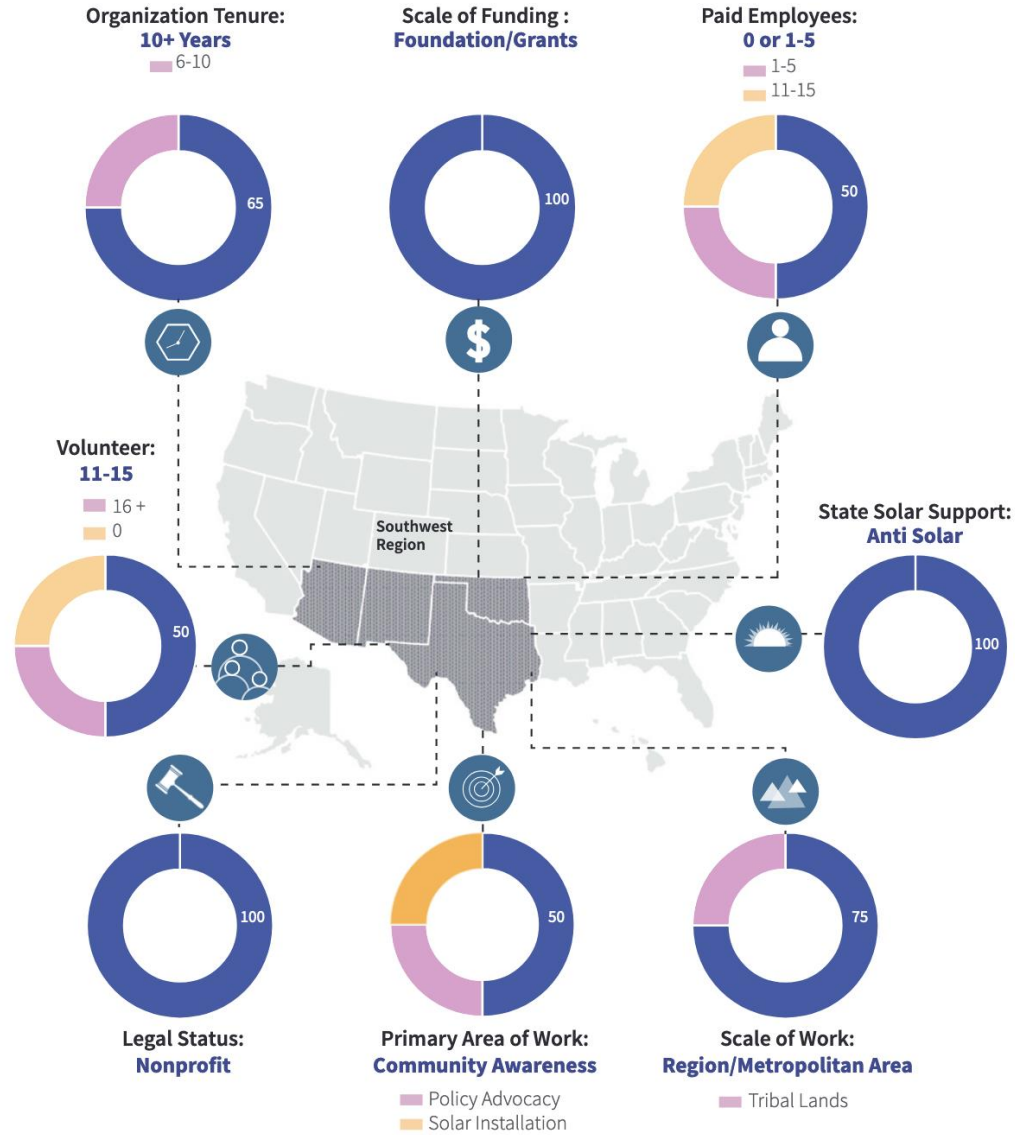 Organization Tenure:
10+ Years
6-10
65
Scale of Funding :
Foundation/Grants
100
Paid Employees:
0 or 1-5
1-5
11-15
50
$
Volunteer:
11-15
16 +
0
50
Southwest
Region
State Solar Support:
Anti Solar
100
100
Legal Status:
Nonprofit
50
Primary Area of Work:
Community Awareness
Policy Advocacy
Solar Installation
75
Scale of Work:
Region/Metropolitan Area
Tribal Lands